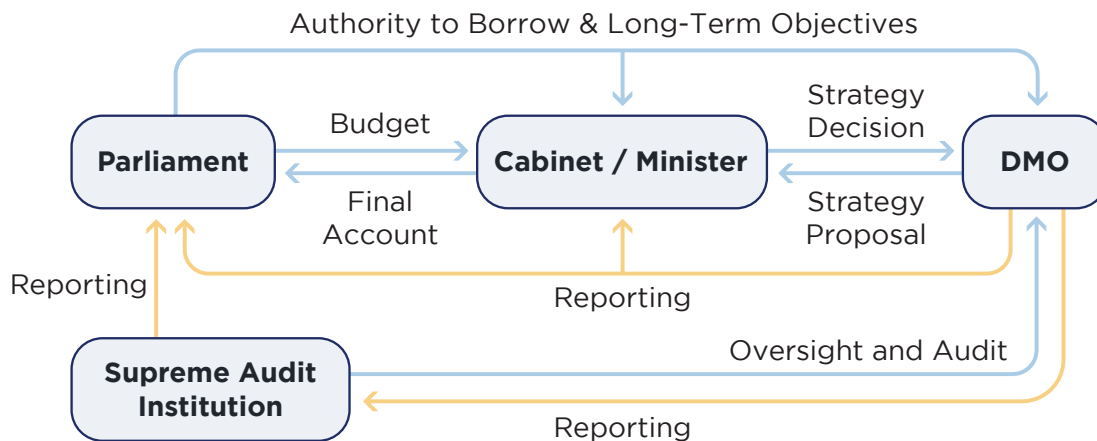 Authority to Borrow & Long-Term Objectives
Parliament
Budget
Final
Account
Cabinet / Minister
Strategy
Decision
Strategy
Proposal
DMO
Reporting
Reporting
Supreme Audit
Institution
Oversight and Audit
Reporting